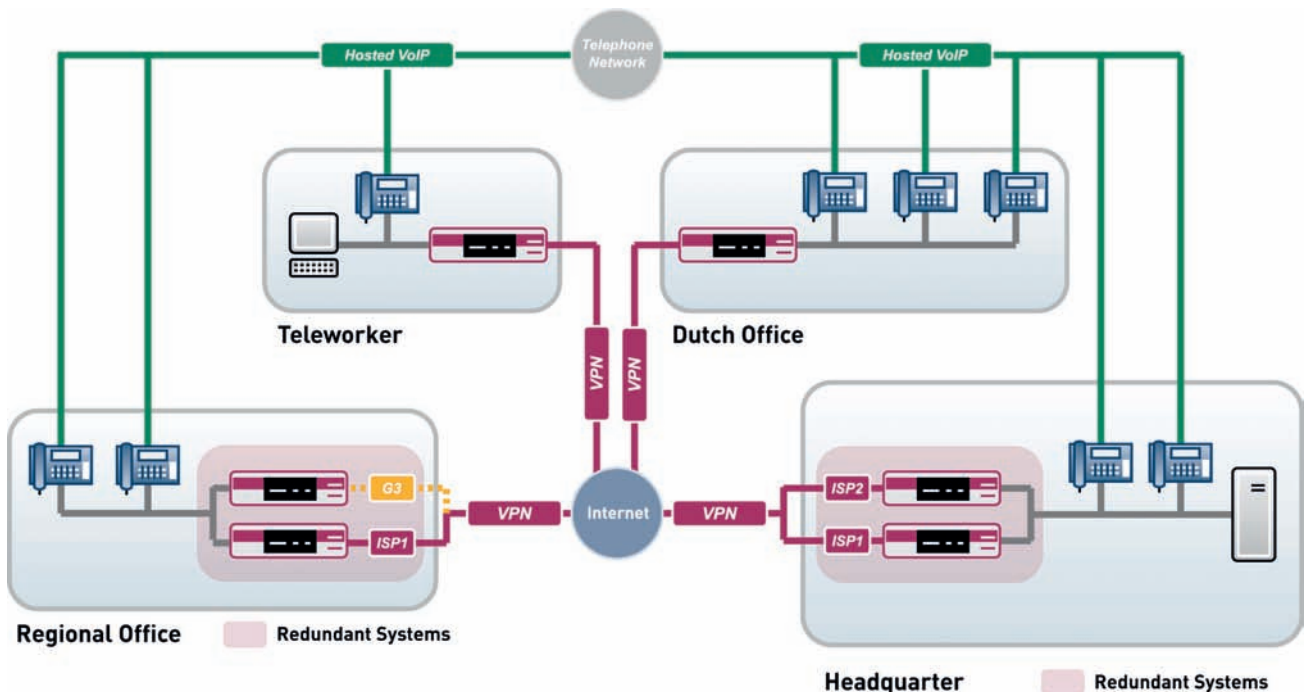 Hosted VoIP
Telephone
Network
Hosted VoIP
Teleworker
Dutch Office
VPN
VPN
G3
ISP1
VPN
Internet
VPN
ISP2
ISP1
Regional Office
Redundant Systems
Headquarter
Redundant Systems